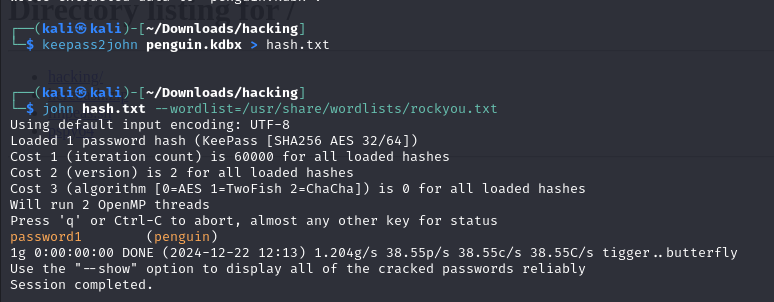 Directory listing for /
┌──(kali㉿kali)-[~/Downloads/hacking]
└─$ keepass2john penguin.kdbx > hash.txt
hacking/
┌──(kali㉿kali)-[~/Downloads/hacking]
└─$ john hash.txt --wordlist=/usr/share/wordlists/rockyou.txt
Using default input encoding: UTF-8
Loaded 1 password hash (KeePass [SHA256 AES 32/64])
Cost 1 (iteration count) is 60000 for all loaded hashes
Cost 2 (version) is 2 for all loaded hashes
Cost 3 (algorithm [0=AES 1=TwoFish 2=ChaCha]) is 0 for all loaded hashes
Will run 2 OpenMP threads
Press 'q' or Ctrl-C to abort, almost any other key for status
password1        (penguin)
1g 0:00:00:00 DONE (2024-12-22 12:13) 1.204g/s 38.55p/s 38.55c/s 38.55C/s tigger..butterfly
Use the "--show" option to display all of the cracked passwords reliably
Session completed.